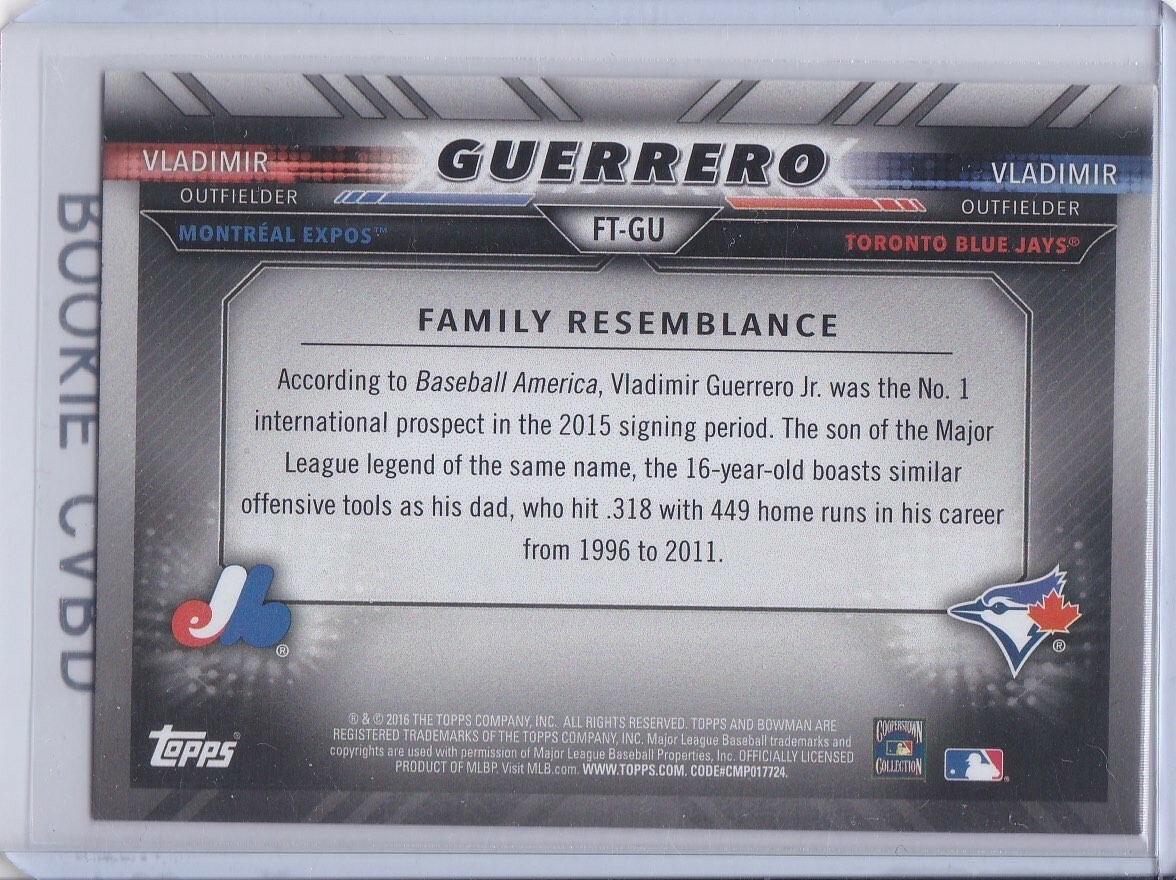 GUERRERO
VLADIMIR
OUTFIELDER
MONTRÉAL EXPOS™
FT-GU
VLADIMIR
OUTFIELDER
TORONTO BLUE JAYS®
FAMILY RESEMBLANCE
According to Baseball America, Vladimir Guerrero Jr. was the No. 1
international prospect in the 2015 signing period. The son of the Major
League legend of the same name, the 16-year-old boasts similar
offensive tools as his dad, who hit .318 with 449 home runs in his career
from 1996 to 2011.
®
®
topps®
® & © 2016 THE TOPPS COMPANY, INC. ALL RIGHTS RESERVED. TOPPS AND BOWMAN ARE
REGISTERED TRADEMARKS OF THE TOPPS COMPANY, INC. Major League Baseball trademarks and
copyrights are used with permission of Major League Baseball Properties, Inc. OFFICIALLY LICENSED
PRODUCT OF MLBP. Visit MLB.com. WWW.TOPPS.COM. CODE#CMP017724.
COOPERSTOWN
COLLECTION